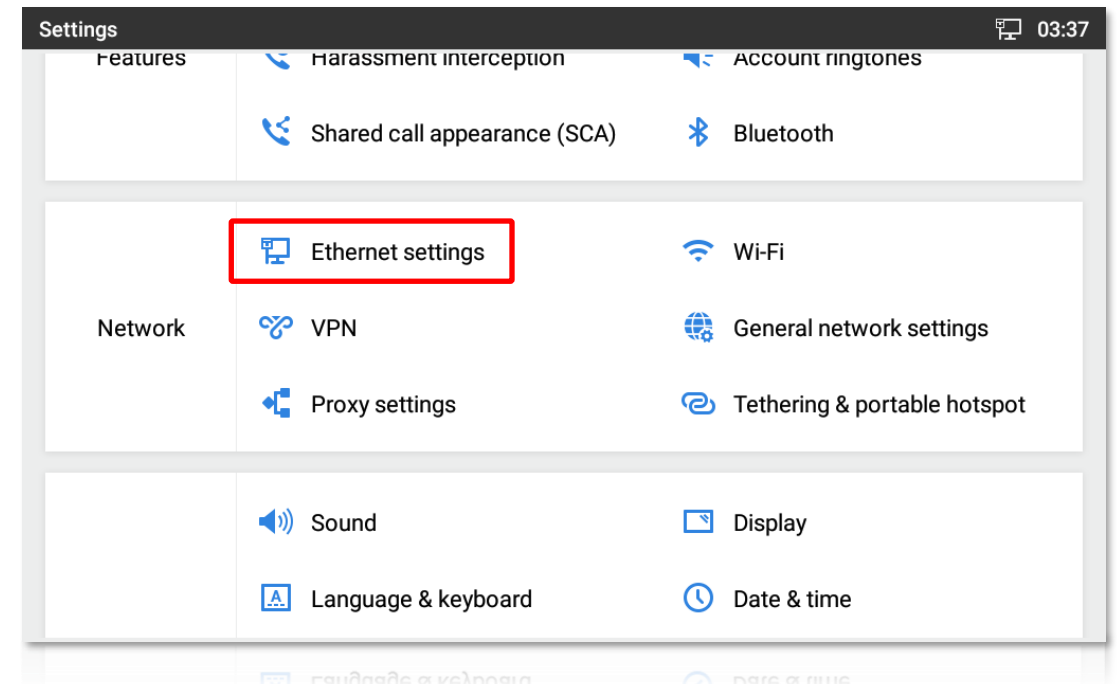 Settings 03:37
Features Harassment interception Account ringtones
Shared call appearance (SCA) Bluetooth
Ethernet settings Wi-Fi
Network VPN General network settings
Proxy settings Tethering & portable hotspot
Sound Display
Language & keyboard Date & time